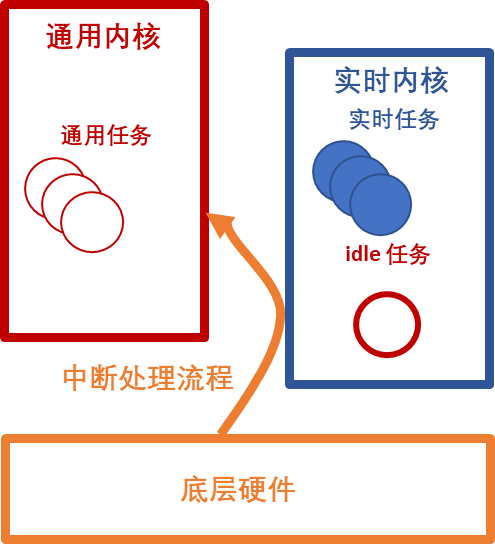 通用内核
通用任务
实时内核
实时任务
idle 任务
中断处理流程
底层硬件